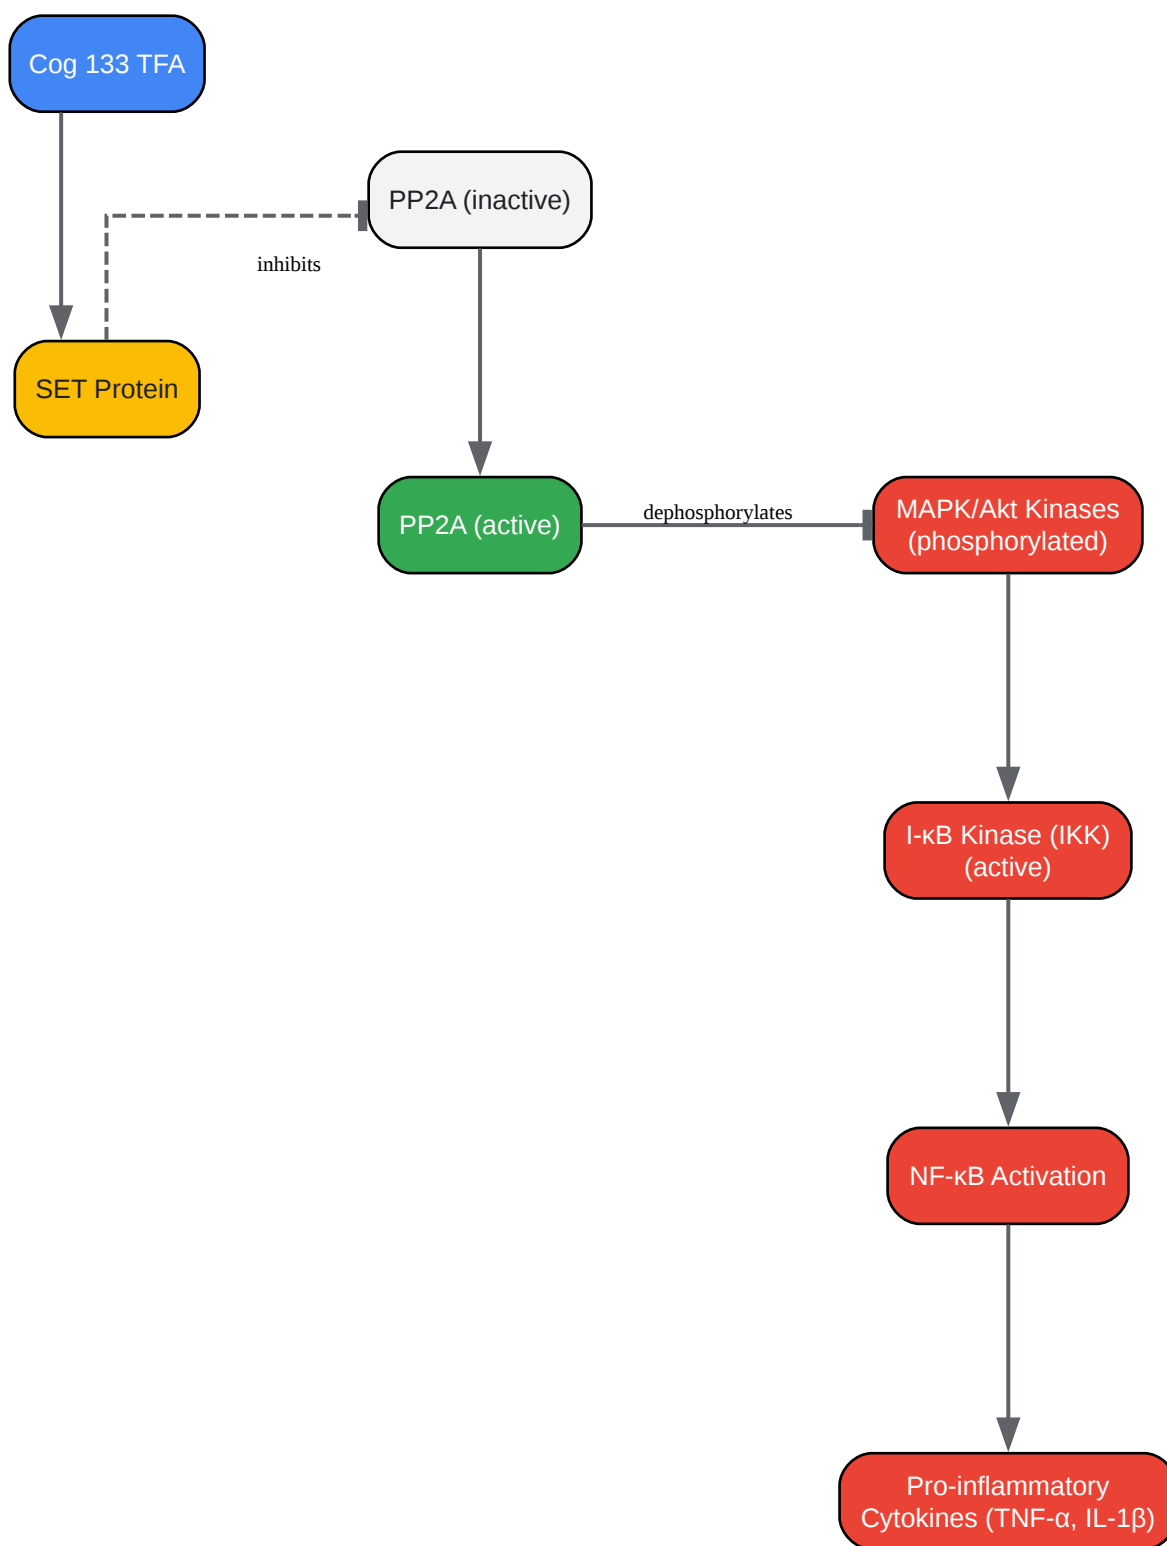 Cog 133 TFA
PP2A (inactive)
inhibits
SET Protein
PP2A (active)
dephosphorylates
MAPK/Akt Kinases
(phosphorylated)
I-κB Kinase (IKK)
(active)
NF-κB Activation
Pro-inflammatory
Cytokines (TNF-α, IL-1β)